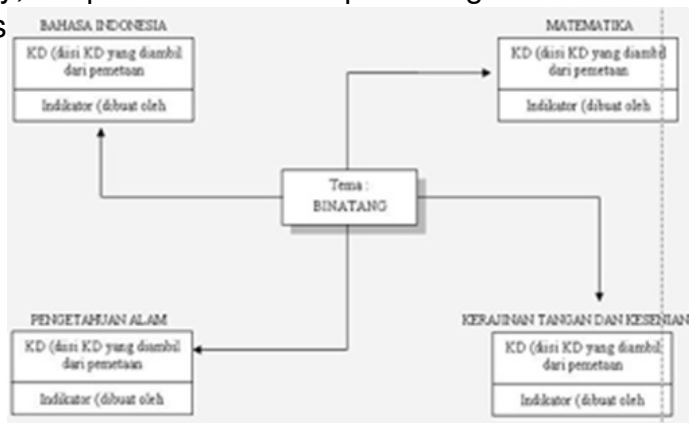 BAHASA INDONESIA
KD (diisi KD yang diambil
dari pemetaan
Indikator (dibuat oleh
MATEMATIKA
KD (diisi KD yang diambil
dari pemetaan
Indikator (dibuat oleh
Tema :
BINATANG
PENGETAHUAN ALAM
KD (diisi KD yang diambil
dari pemetaan
Indikator (dibuat oleh
KERAJINAN TANGAN DAN KESENIAN
KD (diisi KD yang diambil
dari pemetaan
Indikator (dibuat oleh